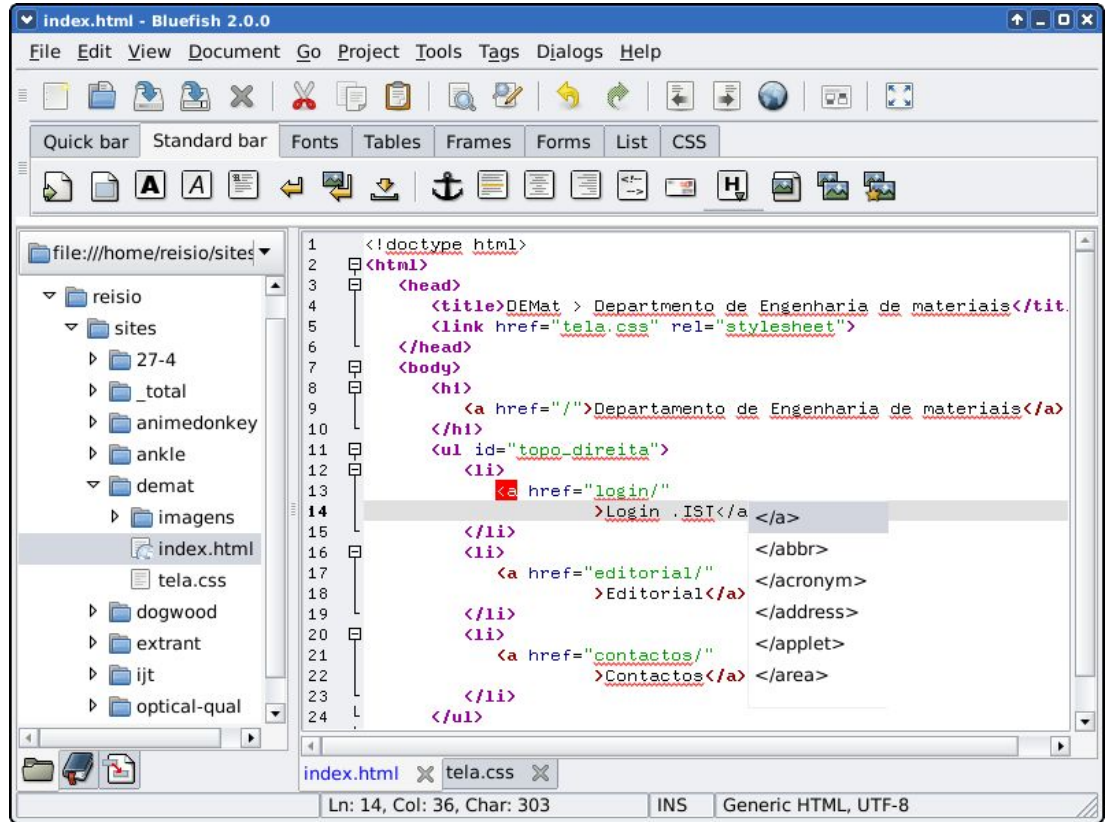 index.html - Bluefish 2.0.0
File Edit View Document Go Project Tools Tags Dialogs Help
Quick bar Standard bar Fonts Tables Frames Forms List CSS
A A <!-- --> H
file:///home/reisio/sites
reisio
sites
27-4
_total
animedonkey
ankle
demat
imagens
index.html
tela.css
dogwood
extrant
ijt
optical-qual
1 <!doctype html>
2 <html>
3 <head>
4 <title>DEMat > Departmento de Engenharia de materiais</tit
5 <link href="tela.css" rel="stylesheet">
6 </head>
7 <body>
8 <h1>
9 <a href="/">Departamento de Engenharia de materiais</a>
10 </h1>
11 <ul id="topo_direita">
12 <li>
13 <a href="login/"
14 >Login .IST</a
15 </li>
16 <li>
17 <a href="editorial/"
18 >Editorial</a>
19 </li>
20 <li>
21 <a href="contactos/"
22 >Contactos</a>
23 </li>
24 </ul>
</a>
</abbr>
</acronym>
</address>
</applet>
</area>
index.html tela.css
Ln: 14, Col: 36, Char: 303 INS Generic HTML, UTF-8